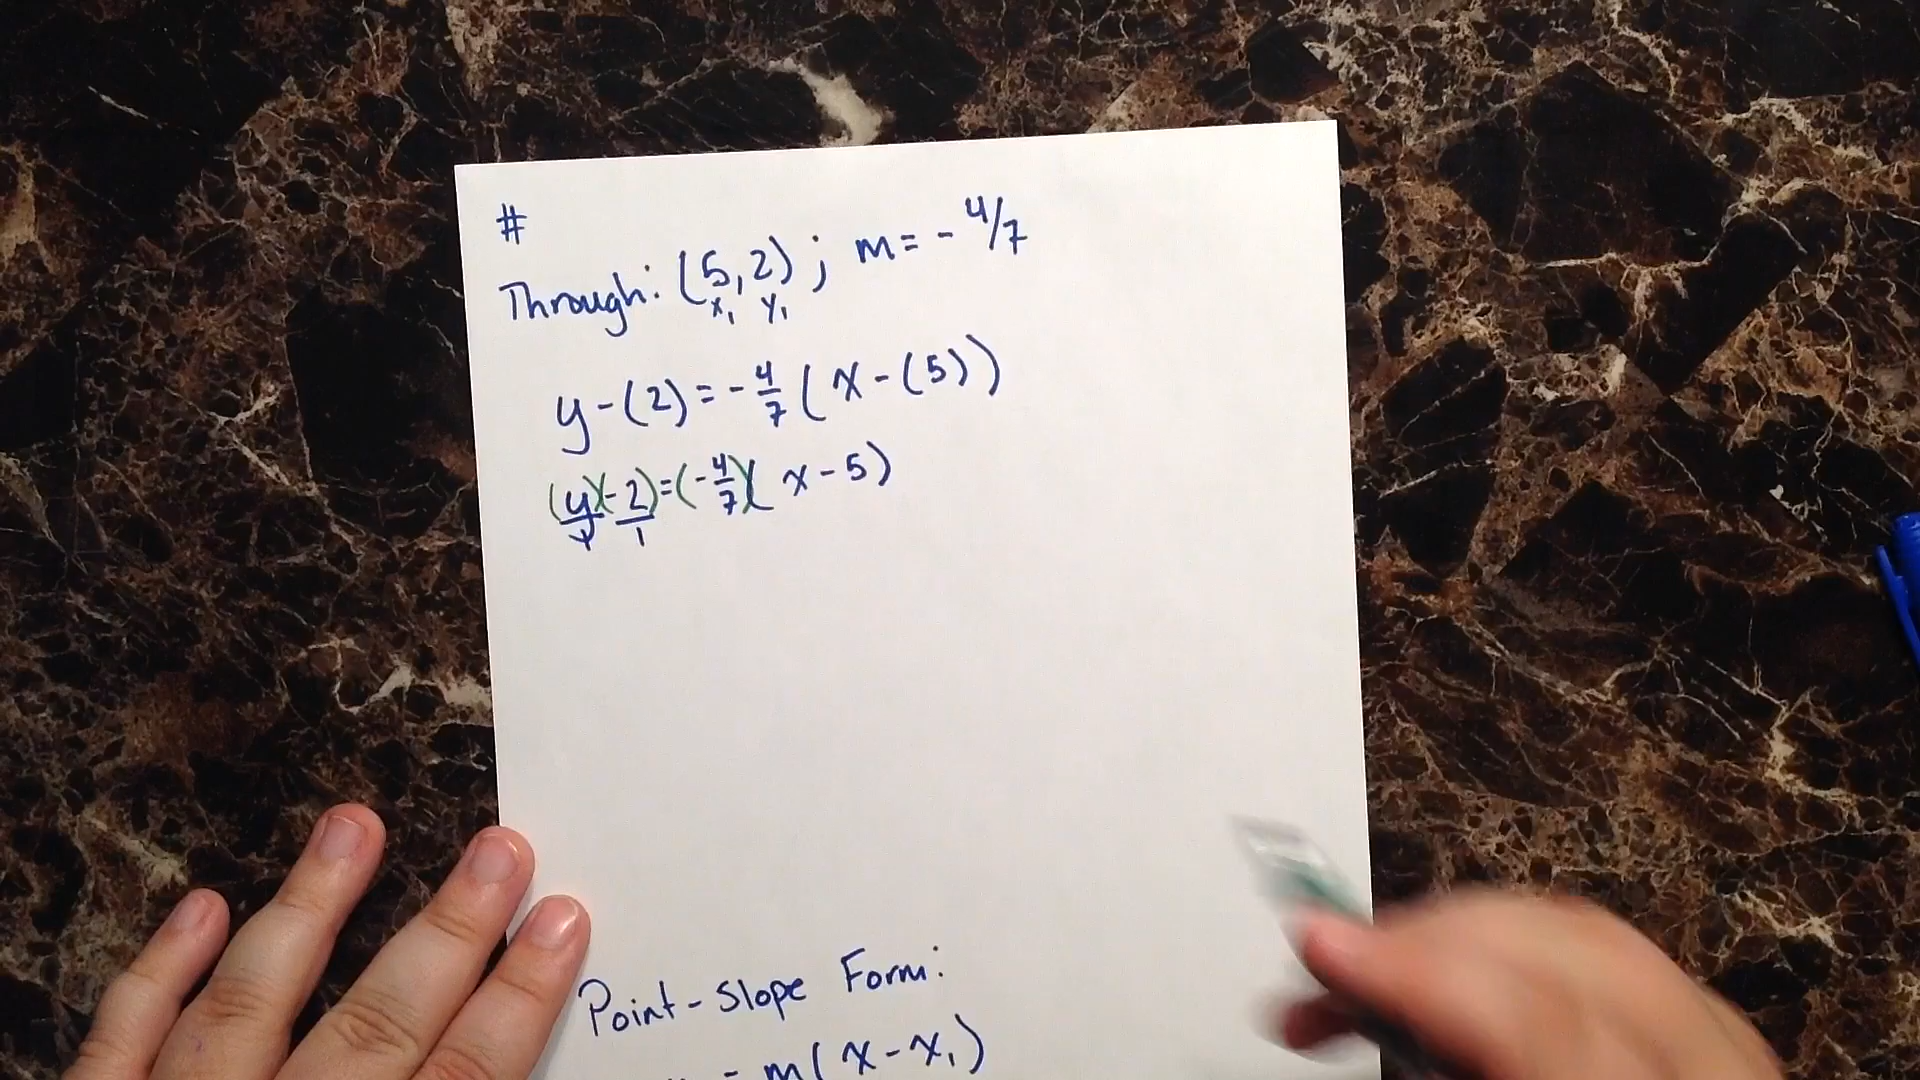 #
Through: (5,2) ; m = - 4/7
x₁ y₁
y - (2) = - 4/7 ( x - (5))
(y)(-2) = (-4/7)( x - 5)
1 1
Point-Slope Form:
= m( x - x₁)